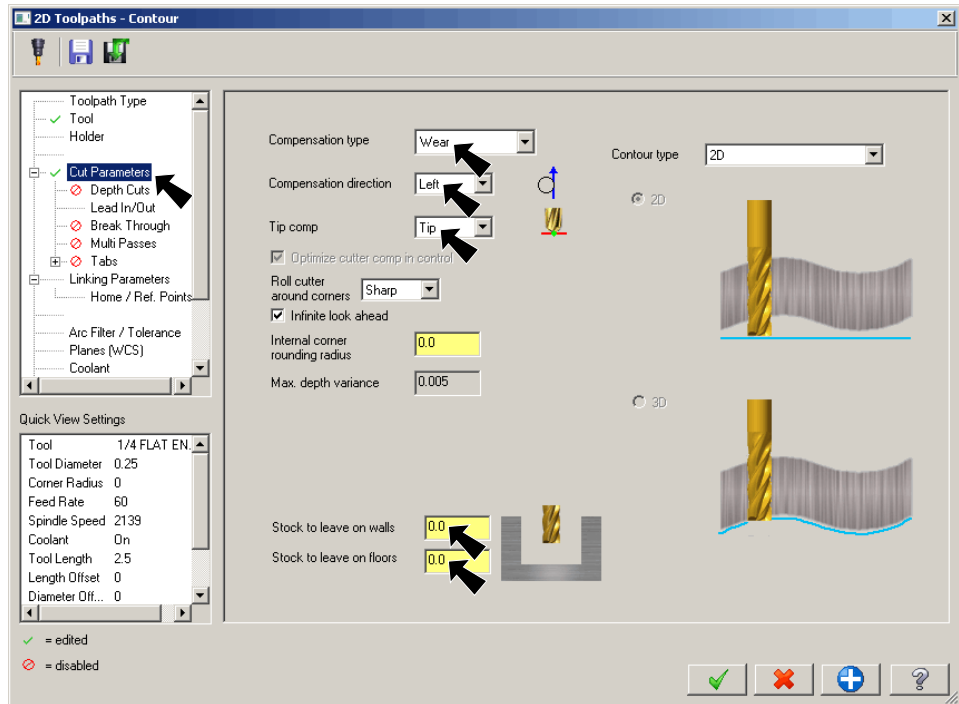 2D Toolpaths - Contour
Toolpath Type
Tool
Holder
Cut Parameters
Depth Cuts
Lead In/Out
Break Through
Multi Passes
Tabs
Linking Parameters
Home / Ref. Points
Arc Filter / Tolerance
Planes (WCS)
Coolant
Quick View Settings
Tool 1/4 FLAT EN.
Tool Diameter 0.25
Corner Radius 0
Feed Rate 60
Spindle Speed 2139
Coolant On
Tool Length 2.5
Length Offset 0
Diameter Off... 0
= edited
= disabled
Compensation type Wear
Compensation direction Left
Tip comp Tip
Optimize cutter comp in control
Roll cutter
around corners Sharp
Infinite look ahead
Internal corner
rounding radius 0.0
Max. depth variance 0.005
Stock to leave on walls 0.0
Stock to leave on floors 0.0
Contour type 2D
2D
3D